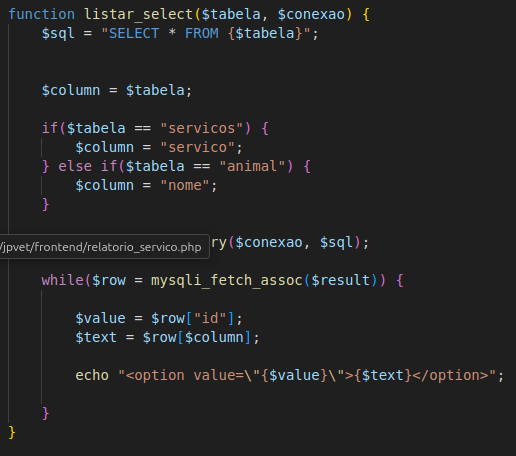 function listar_select($tabela, $conexao) {
$sql = "SELECT * FROM {$tabela}";
$column = $tabela;
if($tabela == "servicos") {
$column = "servico";
} else if($tabela == "animal") {
$column = "nome";
}
/jpvet/frontend/relatorio_servico.php ry($conexao, $sql);
while($row = mysqli_fetch_assoc($result)) {
$value = $row["id"];
$text = $row[$column];
echo "<option value=\"{$value}\">{$text}</option>";
}
}